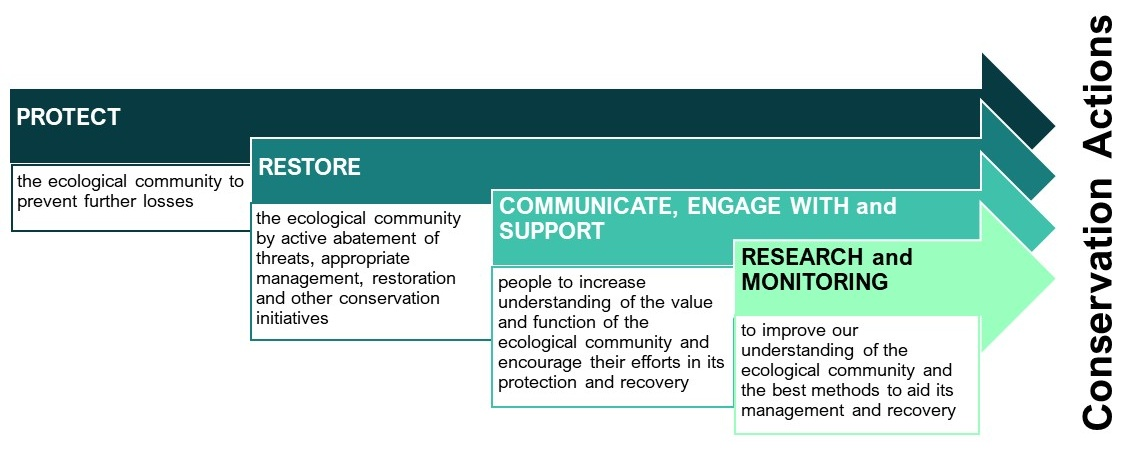 PROTECT
the ecological community to
prevent further losses
RESTORE
the ecological community
by active abatement of
threats, appropriate
management, restoration
and other conservation
initiatives
COMMUNICATE, ENGAGE WITH and
SUPPORT
people to increase
understanding of the value
and function of the
ecological community and
encourage their efforts in its
protection and recovery
RESEARCH and
MONITORING
to improve our
understanding of the
ecological community and
the best methods to aid its
management and recovery
Conservation Actions